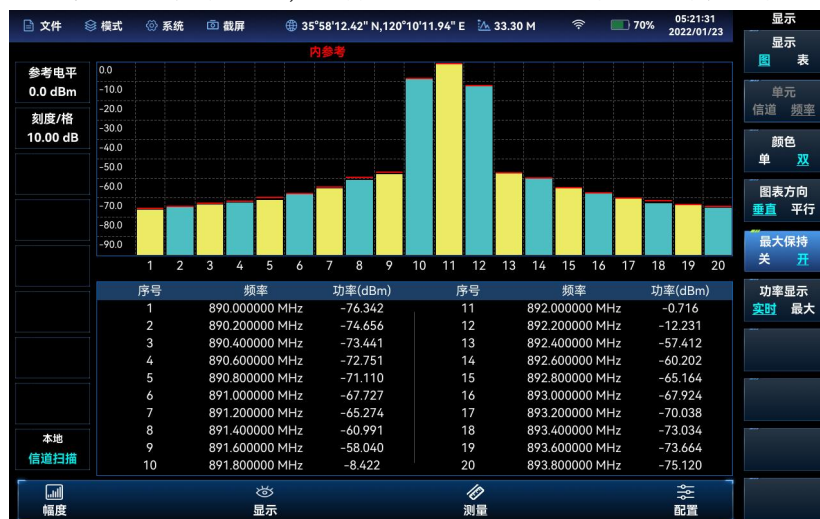 文件 模式 系统 截屏 35°58'12.42" N,120°10'11.94" E 33.30 M 70% 05:21:31 2022/01/23
内参考
参考电平
0.0 dBm
刻度/格
10.00 dB
本地
信道扫描
0.0
-10.0
-20.0
-30.0
-40.0
-50.0
-60.0
-70.0
-80.0
-90.0
1 2 3 4 5 6 7 8 9 10 11 12 13 14 15 16 17 18 19 20
序号 频率 功率(dBm) 序号 频率 功率(dBm)
1 890.000000 MHz -76.342 11 892.000000 MHz -0.716
2 890.200000 MHz -74.656 12 892.200000 MHz -12.231
3 890.400000 MHz -73.441 13 892.400000 MHz -57.412
4 890.600000 MHz -72.751 14 892.600000 MHz -60.202
5 890.800000 MHz -71.110 15 892.800000 MHz -65.164
6 891.000000 MHz -67.727 16 893.000000 MHz -67.924
7 891.200000 MHz -65.274 17 893.200000 MHz -70.038
8 891.400000 MHz -60.991 18 893.400000 MHz -73.034
9 891.600000 MHz -58.040 19 893.600000 MHz -73.664
10 891.800000 MHz -8.422 20 893.800000 MHz -75.120
显示
显示
图 表
单元
信道 频率
颜色
单 双
图表方向
垂直 平行
最大保持
关 开
功率显示
实时 最大
幅度 显示 测量 配置